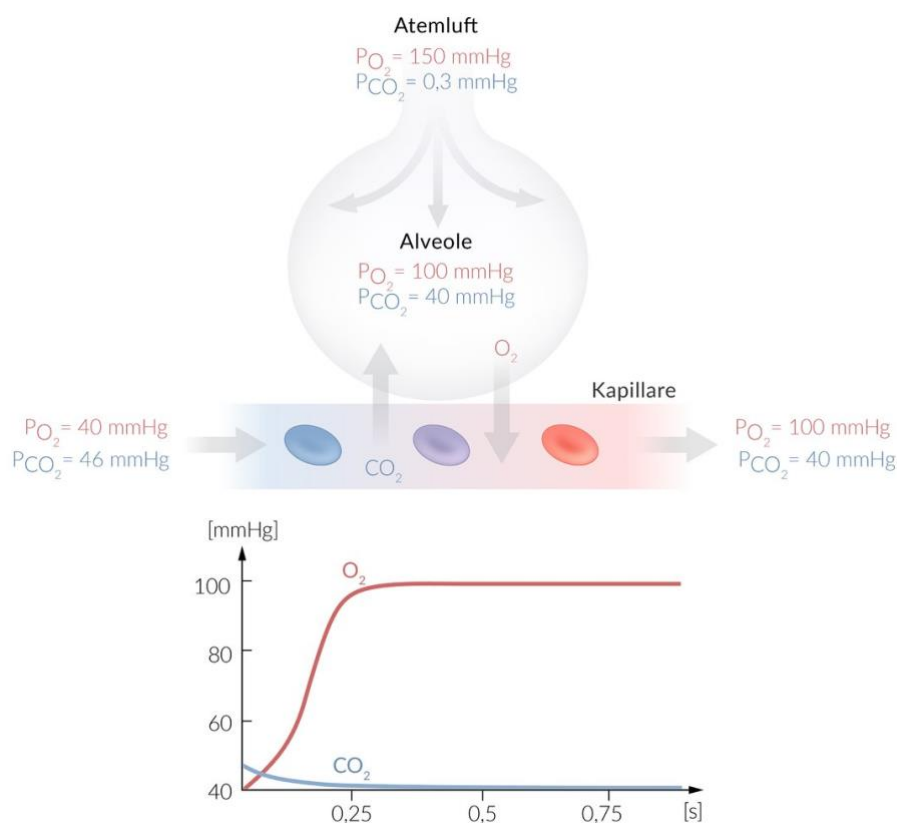 Atemluft
PO₂ = 150 mmHg
PCO₂ = 0,3 mmHg
Alveole
PO₂ = 100 mmHg
PCO₂ = 40 mmHg
O₂
Kapillare
PO₂ = 40 mmHg
PCO₂ = 46 mmHg
CO₂
PO₂ = 100 mmHg
PCO₂ = 40 mmHg
[mmHg]
O₂
100
80
60
CO₂
40
0,25
0,5
0,75
[s]